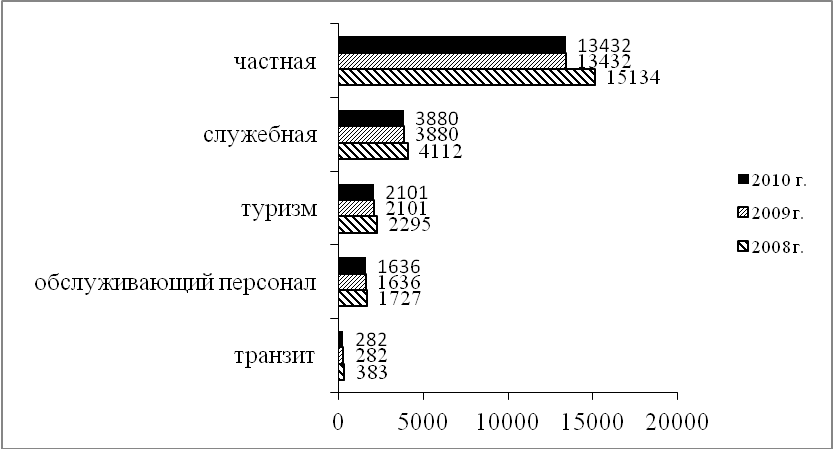 частная
13432
13432
15134
служебная
3880
3880
4112
туризм
2101
2101
2295
обслуживающий персонал
1636
1636
1727
транзит
282
282
383
0 5000 10000 15000 20000
2010 г.
2009г.
2008г.